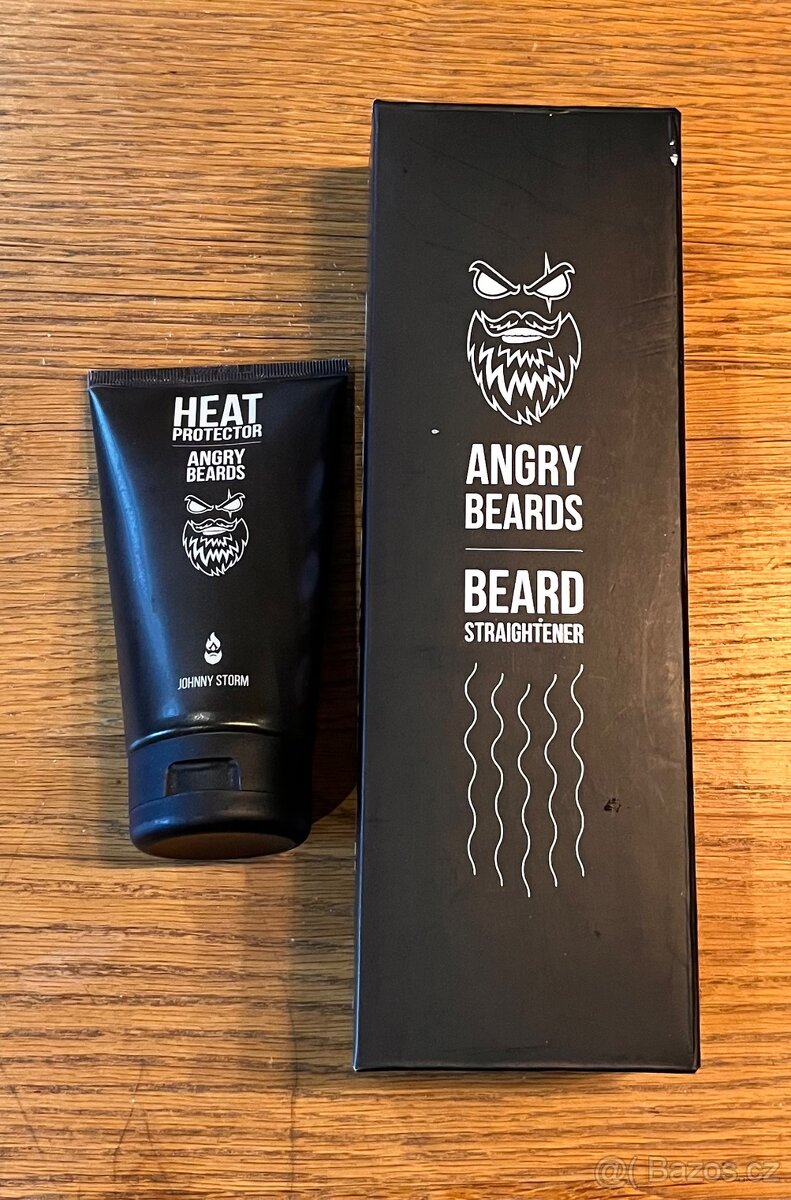 HEAT
PROTECTOR
ANGRY
BEARDS
JOHNNY STORM
ANGRY
BEARDS
BEARD
STRAIGHTENER
@( Bazos.cz